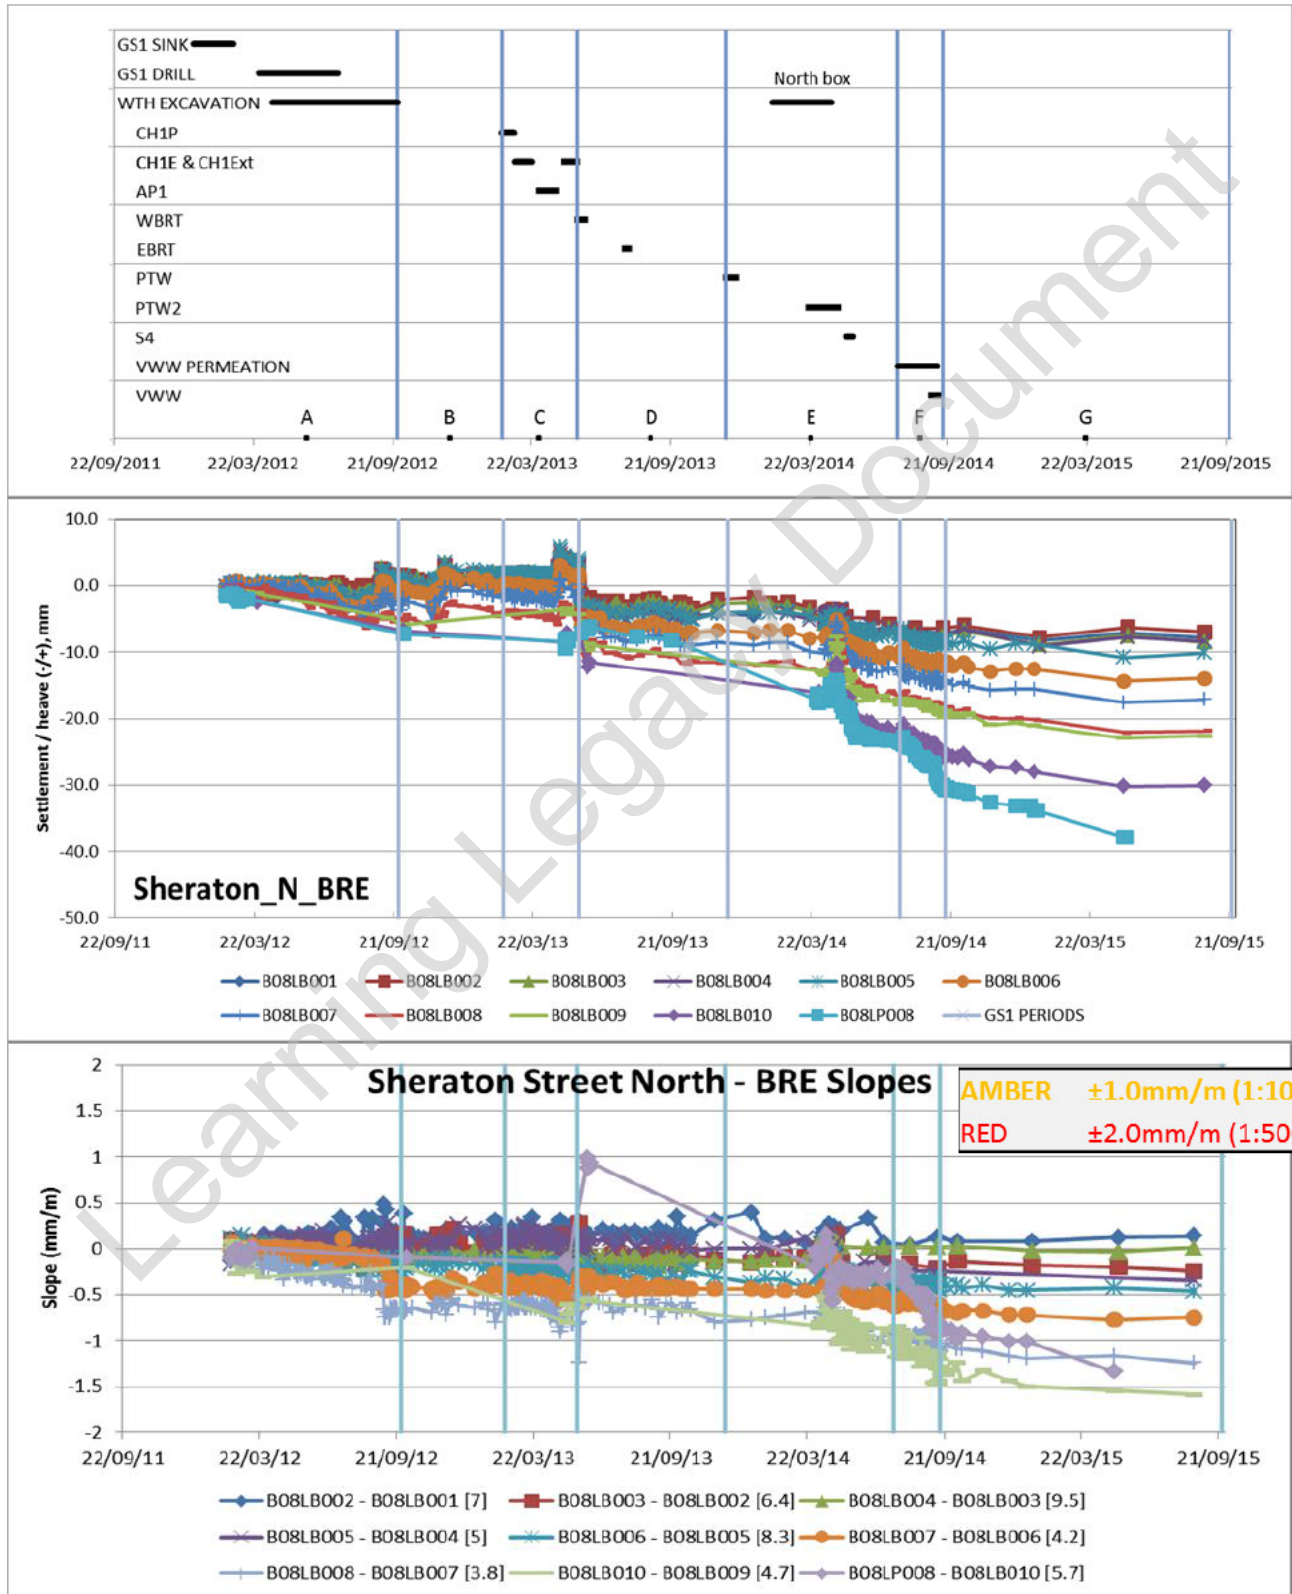 GS1 SINK
GS1 DRILL
North box
WTH EXCAVATION
CH1P
CH1E & CH1Ext
AP1
WBRT
EBRT
PTW
PTW2
S4
VWW PERMEATION
VWW
A B C D E F G
22/09/2011 22/03/2012 21/09/2012 22/03/2013 21/09/2013 22/03/2014 21/09/2014 22/03/2015 21/09/2015
10.0
0.0
-10.0
-20.0
-30.0
-40.0
-50.0
Settlement / heave (-/+), mm
Sheraton_N_BRE
22/09/11 22/03/12 21/09/12 22/03/13 21/09/13 22/03/14 21/09/14 22/03/15 21/09/15
B08LB001 B08LB002 B08LB003 B08LB004 B08LB005 B08LB006
B08LB007 B08LB008 B08LB009 B08LB010 B08LP008 GS1 PERIODS
Sheraton Street North - BRE Slopes
AMBER ±1.0mm/m (1:10
RED ±2.0mm/m (1:50
2
1.5
1
0.5
0
-0.5
-1
-1.5
-2
Slope (mm/m)
22/09/11 22/03/12 21/09/12 22/03/13 21/09/13 22/03/14 21/09/14 22/03/15 21/09/15
B08LB002 - B08LB001 [7] B08LB003 - B08LB002 [6.4] B08LB004 - B08LB003 [9.5]
B08LB005 - B08LB004 [5] B08LB006 - B08LB005 [8.3] B08LB007 - B08LB006 [4.2]
B08LB008 - B08LB007 [3.8] B08LB010 - B08LB009 [4.7] B08LP008 - B08LB010 [5.7]
Learning Legacy Document